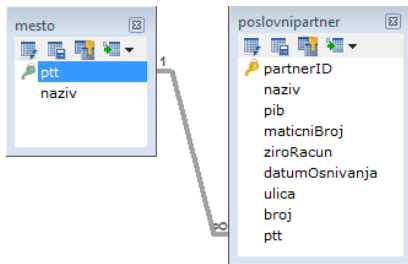 mesto
ptt
naziv
1
∞
poslovnipartner
partnerID
naziv
pib
maticniBroj
ziroRacun
datumOsnivanja
ulica
broj
ptt